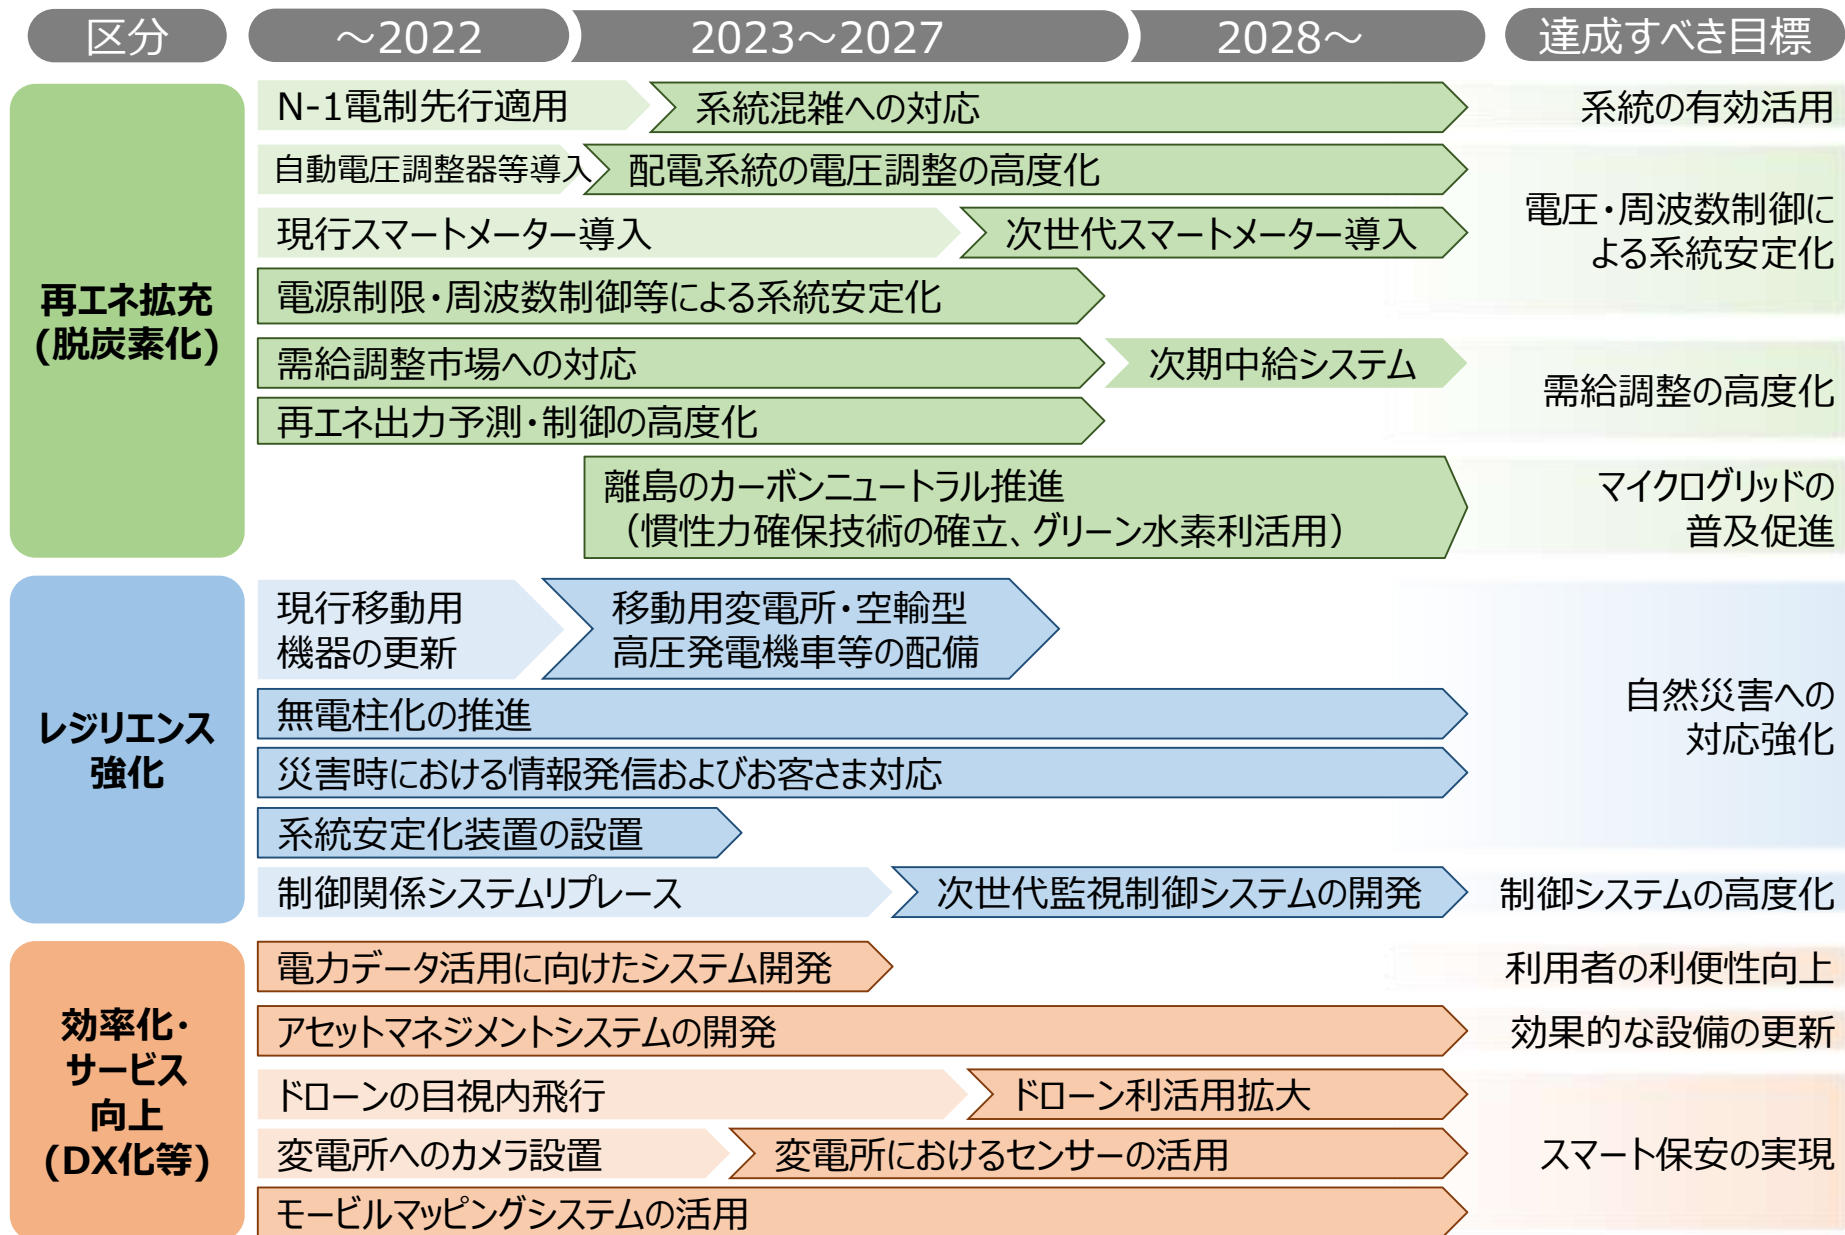 区分
～2022
2023～2027
2028～
達成すべき目標
再エネ拡充
(脱炭素化)
N-1電制先行適用
系統混雑への対応
系統の有効活用
自動電圧調整器等導入
配電系統の電圧調整の高度化
現行スマートメーター導入
次世代スマートメーター導入
電源制限・周波数制御等による系統安定化
電圧・周波数制御に
よる系統安定化
需給調整市場への対応
次期中給システム
再エネ出力予測・制御の高度化
需給調整の高度化
離島のカーボンニュートラル推進
（慣性力確保技術の確立、グリーン水素利活用）
マイクログリッドの
普及促進
レジリエンス
強化
現行移動用
機器の更新
移動用変電所・空輸型
高圧発電機車等の配備
無電柱化の推進
災害時における情報発信およびお客さま対応
系統安定化装置の設置
自然災害への
対応強化
制御関係システムリプレース
次世代監視制御システムの開発
制御システムの高度化
効率化・
サービス
向上
(DX化等)
電力データ活用に向けたシステム開発
利用者の利便性向上
アセットマネジメントシステムの開発
効果的な設備の更新
ドローンの目視内飛行
ドローン利活用拡大
変電所へのカメラ設置
変電所におけるセンサーの活用
モービルマッピングシステムの活用
スマート保安の実現